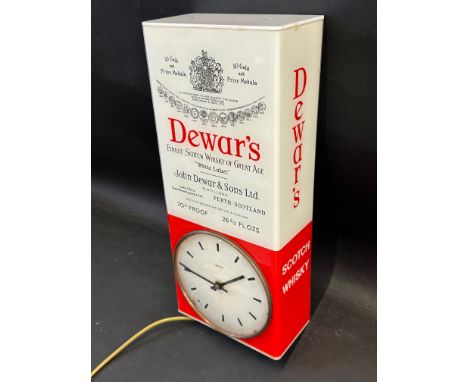 50 Gold and Prize Medals
50 Gold and Prize Medals
Dewar's
Finest Scotch Whisky of Great Age
"White Label"
John Dewar & Sons Ltd.
DISTILLERS
PERTH SCOTLAND
70° PROOF 26⅔ FL OZS
Dewar's
SCOTCH
WHISKY